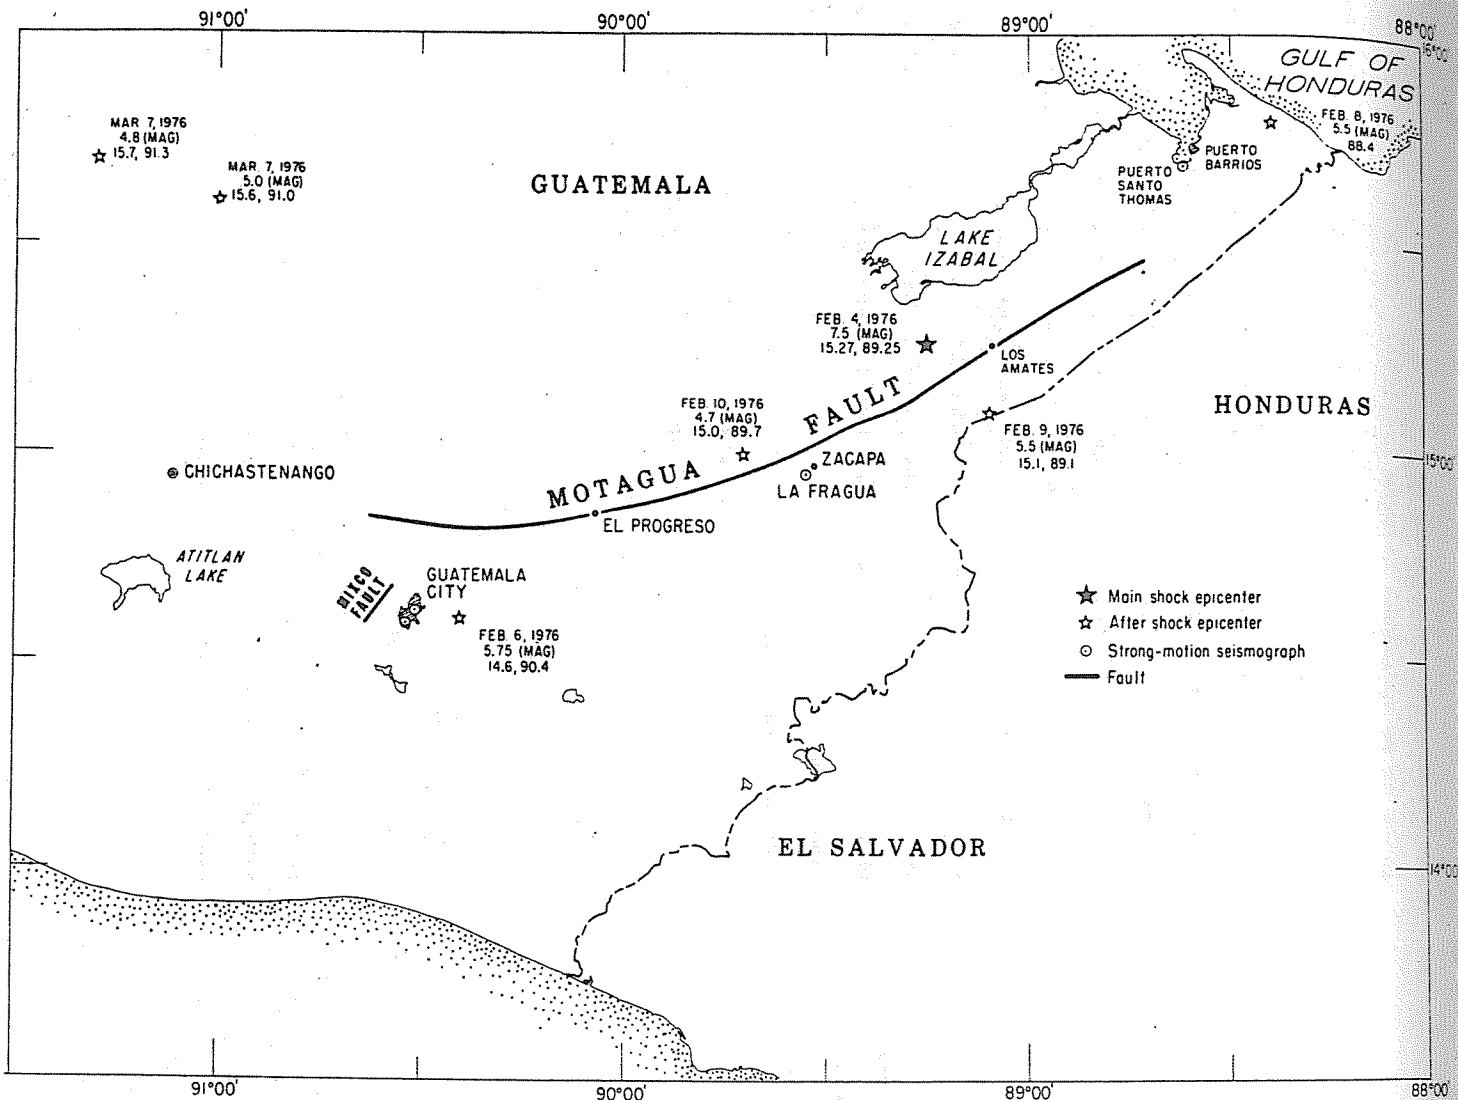 91°00'
90°00'
89°00'
88°00'
16°00'
GULF OF
HONDURAS
FEB. 8, 1976
5.5 (MAG)
88.4
MAR 7, 1976
4.8 (MAG)
15.7, 91.3
MAR. 7, 1976
5.0 (MAG)
15.6, 91.0
GUATEMALA
PUERTO
BARRIOS
PUERTO
SANTO
THOMAS
LAKE
IZABAL
FEB. 4, 1976
7.5 (MAG)
15.27, 89.25
LOS
AMATES
HONDURAS
FEB. 10, 1976
4.7 (MAG)
15.0, 89.7
MOTAGUA FAULT
FEB. 9, 1976
5.5 (MAG)
15.1, 89.1
15°00'
CHICHASTENANGO
ZACAPA
LA FRAGUA
EL PROGRESO
ATITLAN
LAKE
MIXCO
FAULT
GUATEMALA
CITY
FEB. 6, 1976
5.75 (MAG)
14.6, 90.4
Main shock epicenter
After shock epicenter
Strong-motion seismograph
Fault
EL SALVADOR
14°00'
91°00'
90°00'
89°00'
88°00'